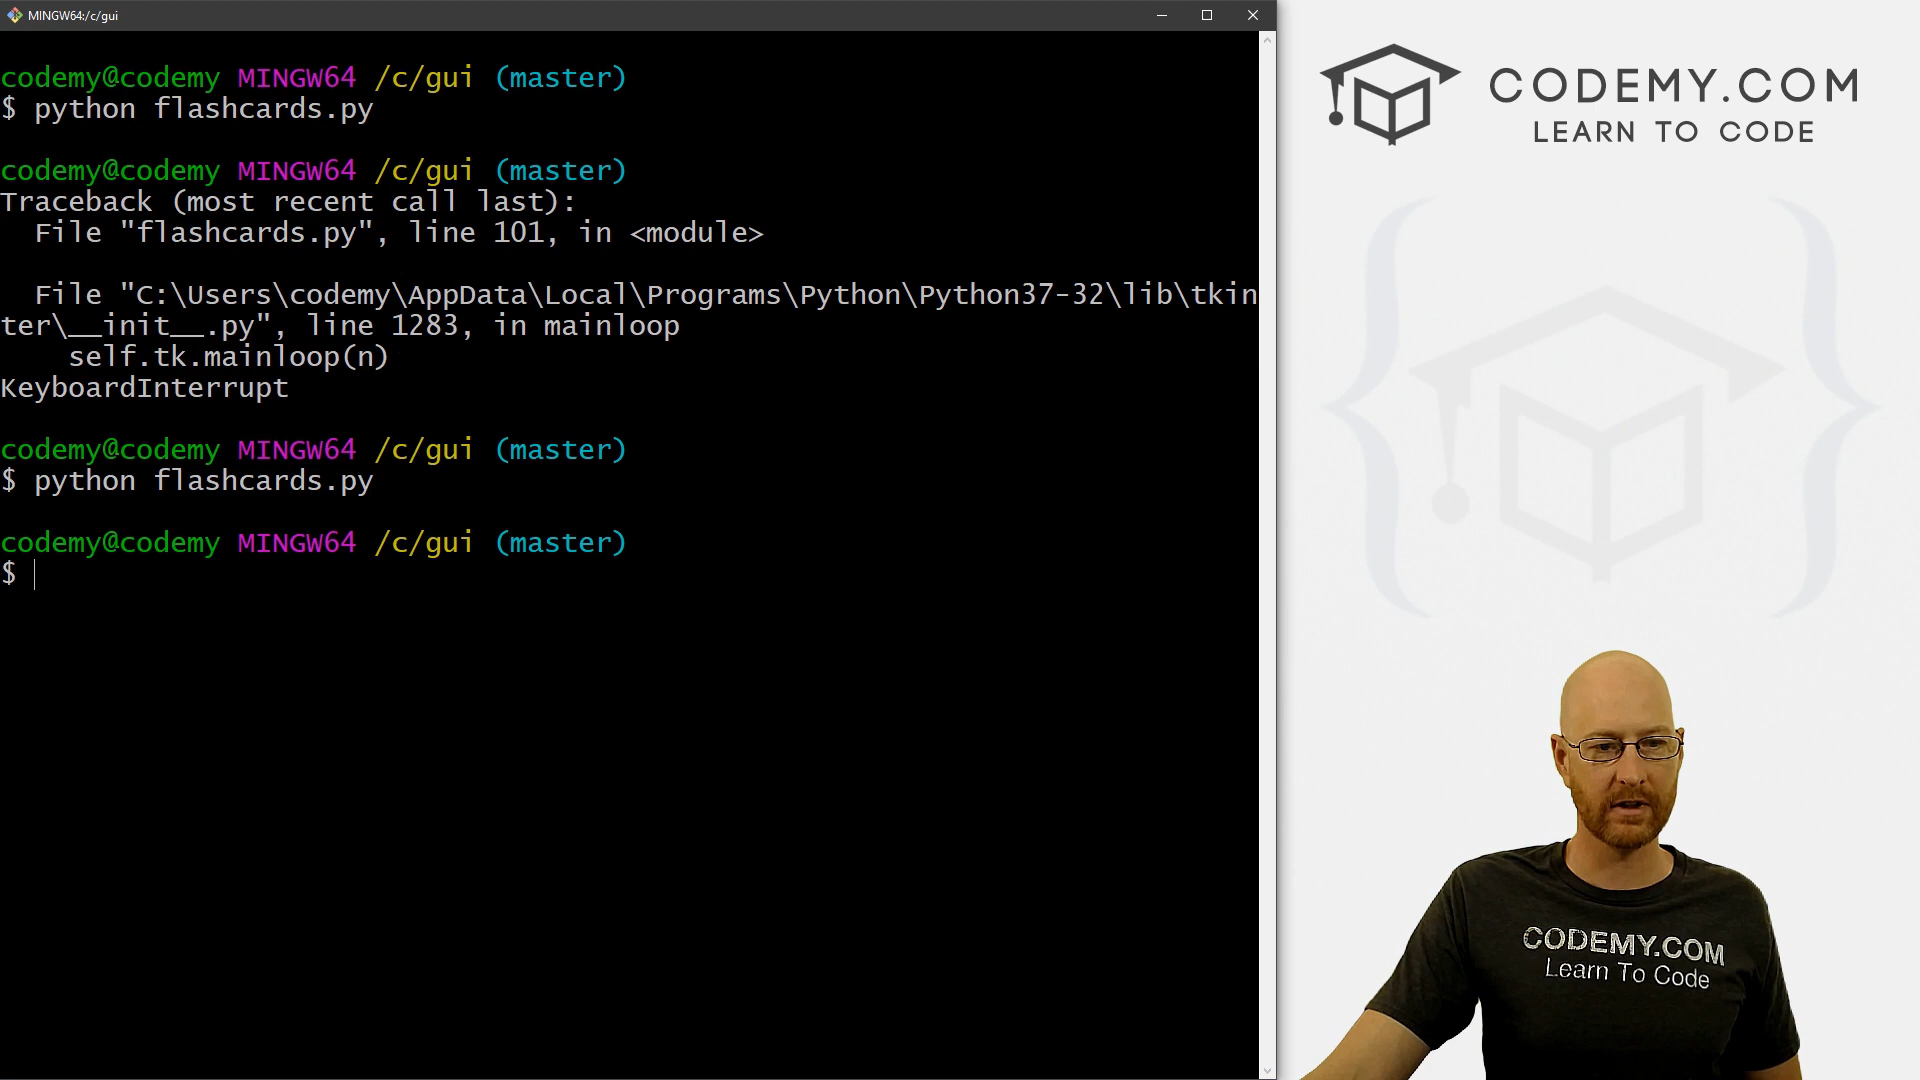 MINGW64:/c/gui
codemy@codemy MINGW64 /c/gui (master)
$ python flashcards.py
codemy@codemy MINGW64 /c/gui (master)
Traceback (most recent call last):
  File "flashcards.py", line 101, in <module>
  File "C:\Users\codemy\AppData\Local\Programs\Python\Python37-32\lib\tkin
ter\__init__.py", line 1283, in mainloop
    self.tk.mainloop(n)
KeyboardInterrupt
codemy@codemy MINGW64 /c/gui (master)
$ python flashcards.py
codemy@codemy MINGW64 /c/gui (master)
$
CODEMY.COM
LEARN TO CODE
CODEMY.COM
Learn To Code